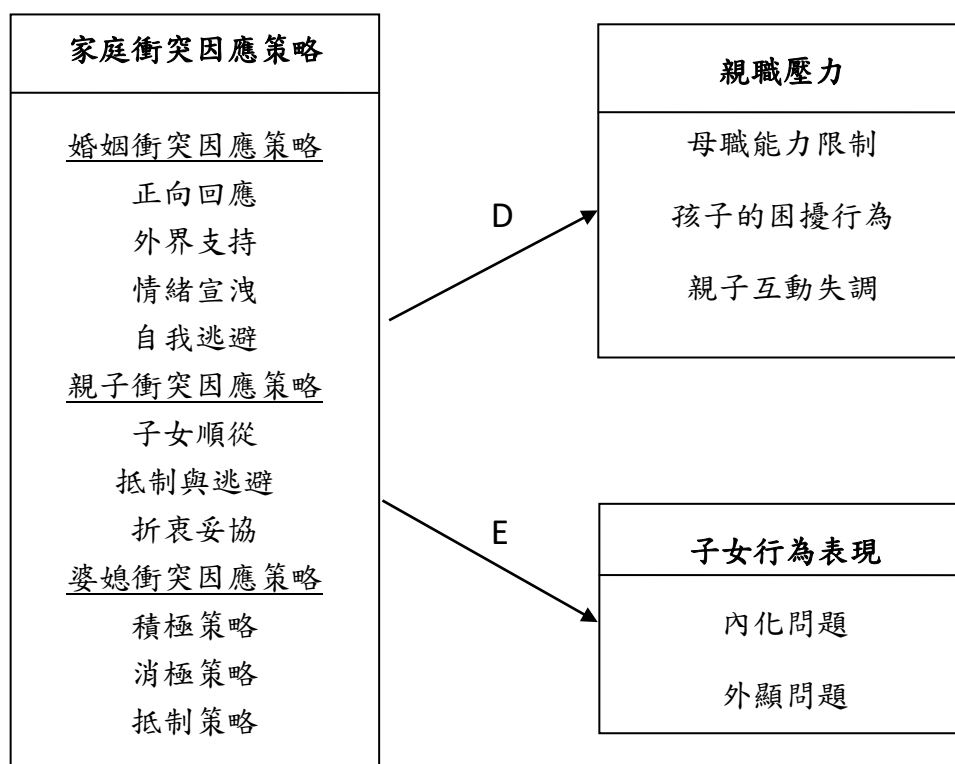 家庭衝突因應策略
婚姻衝突因應策略
正向回應
外界支持
情緒宣洩
自我逃避
親子衝突因應策略
子女順從
抵制與逃避
折衷妥協
婆媳衝突因應策略
積極策略
消極策略
抵制策略
D
E
親職壓力
母職能力限制
孩子的困擾行為
親子互動失調
子女行為表現
內化問題
外顯問題